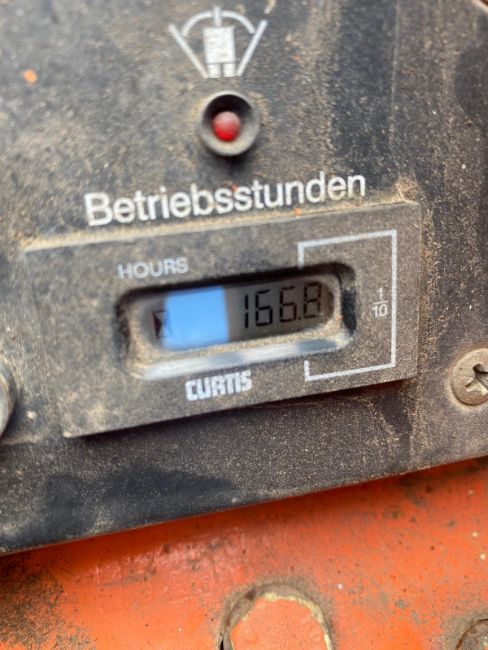 Betriebsstunden
HOURS
166.8
1/10
CURTIS